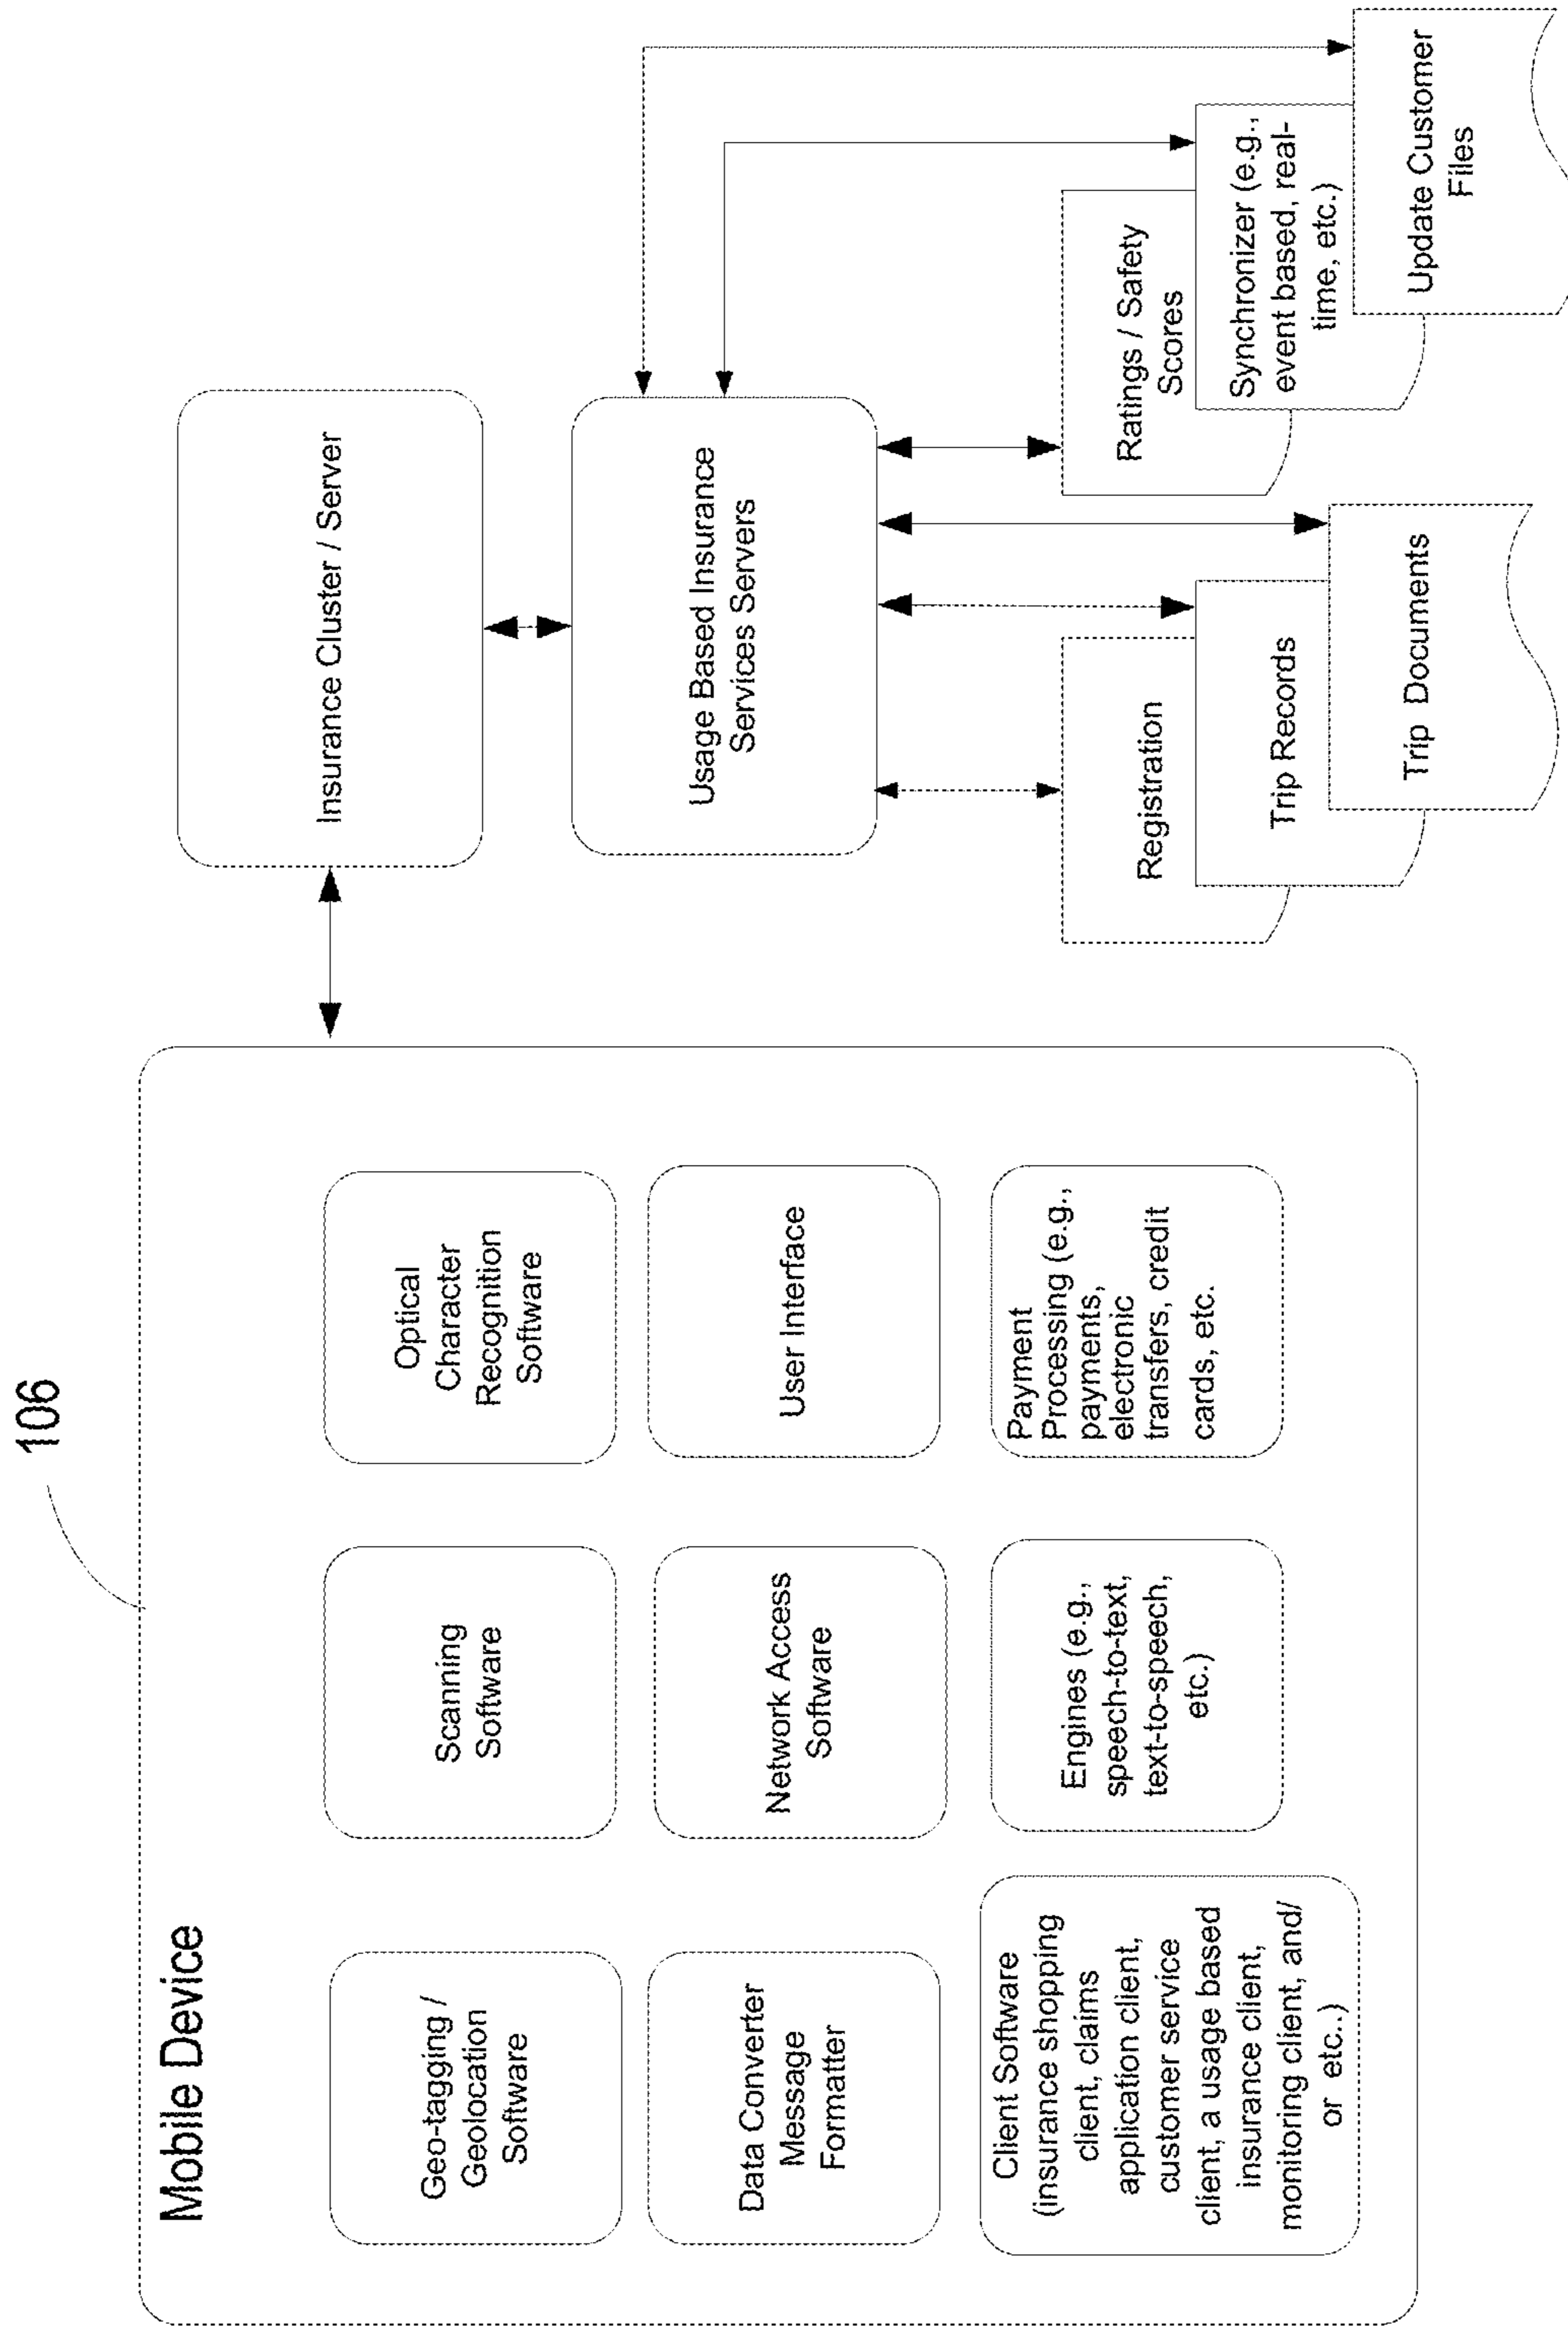 106
Mobile Device
Geo-tagging /
Geolocation
Software
Scanning
Software
Optical
Character
Recognition
Software
Data Converter
Message
Formatter
Network Access
Software
User Interface
Client Software
(insurance shopping
client, claims
application client,
customer service
client, a usage based
insurance client,
monitoring client, and/
or etc..)
Engines (e.g.,
speech-to-text,
text-to-speech,
etc.)
Payment
Processing (e.g.,
payments,
electronic
transfers, credit
cards, etc.
Insurance Cluster / Server
Usage Based Insurance
Services Servers
Registration
Trip Records
Trip Documents
Ratings / Safety
Scores
Synchronizer (e.g.,
event based, real-
time, etc.)
Update Customer
Files